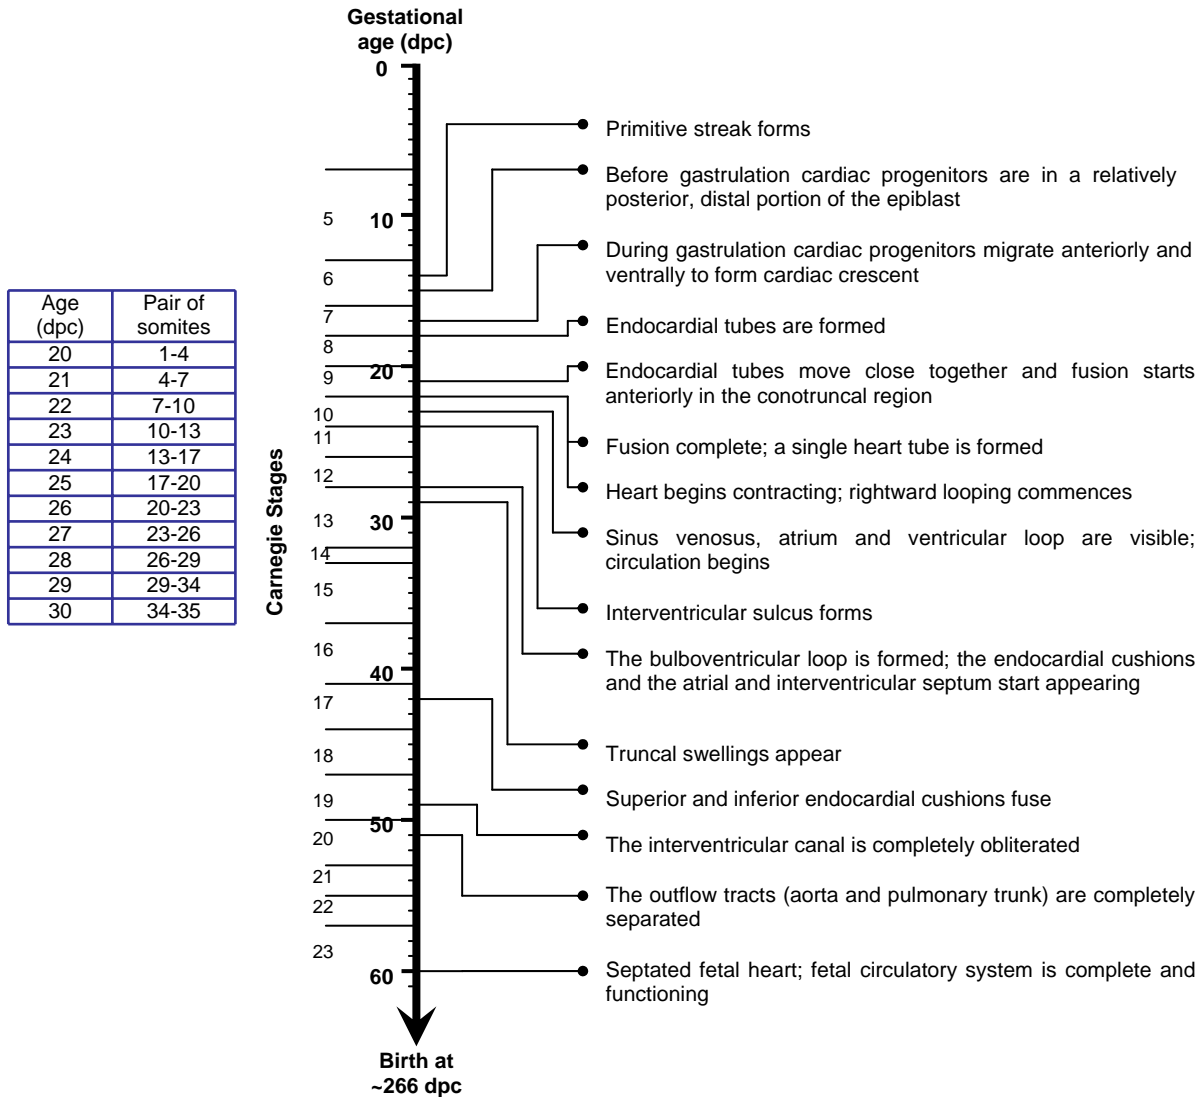 Gestational
age (dpc)
0
10
20
30
40
50
60
Birth at
~266 dpc
Carnegie Stages
5
6
7
8
9
10
11
12
13
14
15
16
17
18
19
20
21
22
23
Age
(dpc)
Pair of
somites
20 1-4
21 4-7
22 7-10
23 10-13
24 13-17
25 17-20
26 20-23
27 23-26
28 26-29
29 29-34
30 34-35
Primitive streak forms
Before gastrulation cardiac progenitors are in a relatively
posterior, distal portion of the epiblast
During gastrulation cardiac progenitors migrate anteriorly and
ventrally to form cardiac crescent
Endocardial tubes are formed
Endocardial tubes move close together and fusion starts
anteriorly in the conotruncal region
Fusion complete; a single heart tube is formed
Heart begins contracting; rightward looping commences
Sinus venosus, atrium and ventricular loop are visible;
circulation begins
Interventricular sulcus forms
The bulboventricular loop is formed; the endocardial cushions
and the atrial and interventricular septum start appearing
Truncal swellings appear
Superior and inferior endocardial cushions fuse
The interventricular canal is completely obliterated
The outflow tracts (aorta and pulmonary trunk) are completely
separated
Septated fetal heart; fetal circulatory system is complete and
functioning